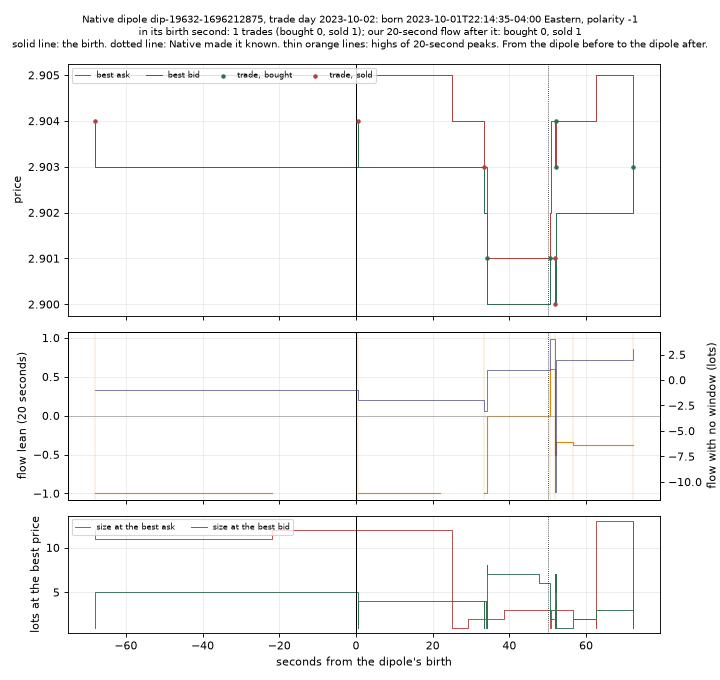 Native dipole dip-19632-1696212875, trade day 2023-10-02: born 2023-10-01T22:14:35-04:00 Eastern, polarity -1
in its birth second: 1 trades (bought 0, sold 1); our 20-second flow after it: bought 0, sold 1
solid line: the birth. dotted line: Native made it known. thin orange lines: highs of 20-second peaks. From the dipole before to the dipole after.
best ask best bid trade, bought trade, sold
2.905
2.904
2.903
2.902
2.901
2.900
price
1.0
0.5
0.0
−0.5
−1.0
flow lean (20 seconds)
2.5
0.0
−2.5
−5.0
−7.5
−10.0
flow with no window (lots)
size at the best ask size at the best bid
10
5
lots at the best price
−60 −40 −20 0 20 40 60
seconds from the dipole's birth